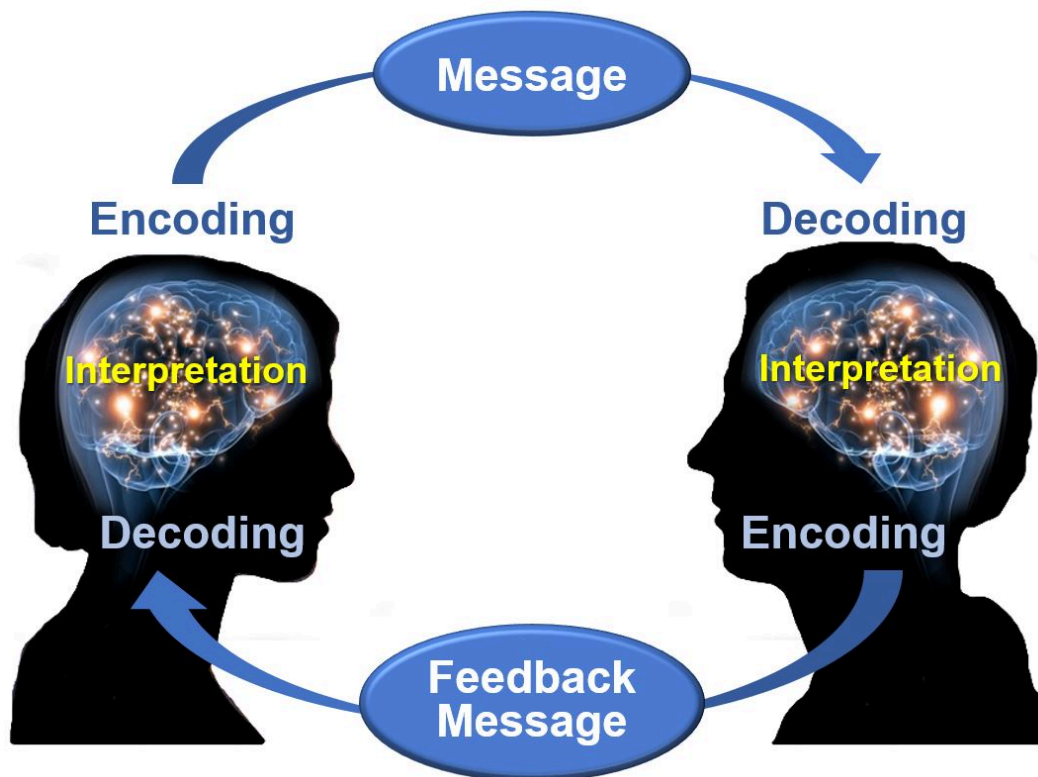 Message
Encoding
Decoding
Interpretation
Interpretation
Decoding
Encoding
Feedback
Message